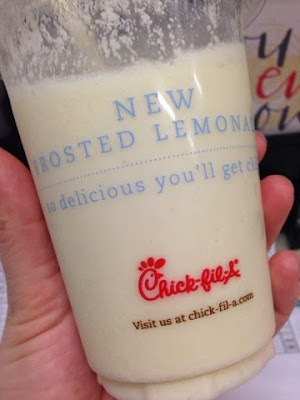 NEW
FROSTED LEMONA
so delicious you'll get c
Chick-fil-A
Visit us at chick-fil-a.com